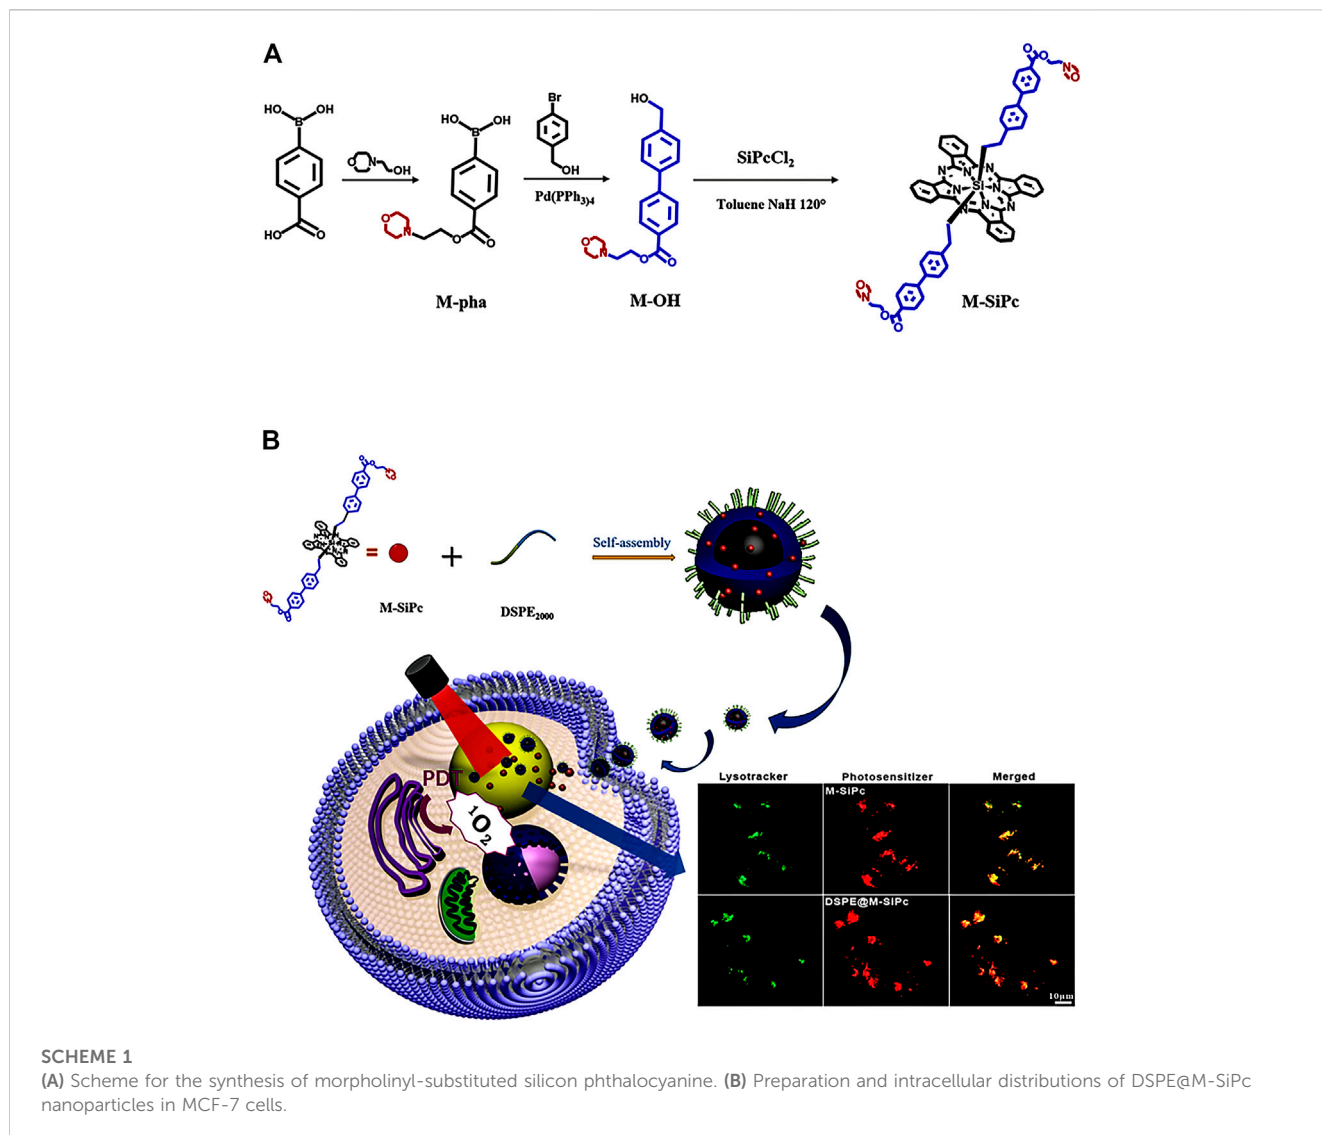 A
HO
OH
B
HO
O
O
N
OH
HO
OH
B
O
N
O
O
M-pha
Br
OH
Pd(PPh3)4
HO
O
N
O
O
M-OH
SiPcCl2
Toluene NaH 120°
O
O
N
O
N
N
N
N
Si
N
N
N
N
O
N
O
O
M-SiPc
B
=
M-SiPc
+
DSPE2000
Self-assembly
PDT
1O2
Lysotracker
Photosensitizer
Merged
M-SiPc
DSPE@M-SiPc
10μm
SCHEME 1
(A) Scheme for the synthesis of morpholinyl-substituted silicon phthalocyanine. (B) Preparation and intracellular distributions of DSPE@M-SiPc
nanoparticles in MCF-7 cells.